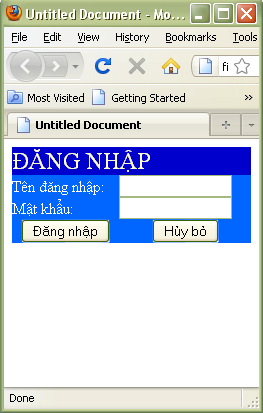 Untitled Document - Mo...
File Edit View History Bookmarks Tools
fi
Most Visited Getting Started »
Untitled Document
ĐĂNG NHẬP
Tên đăng nhập:
Mật khẩu:
Đăng nhập Hủy bỏ
Done